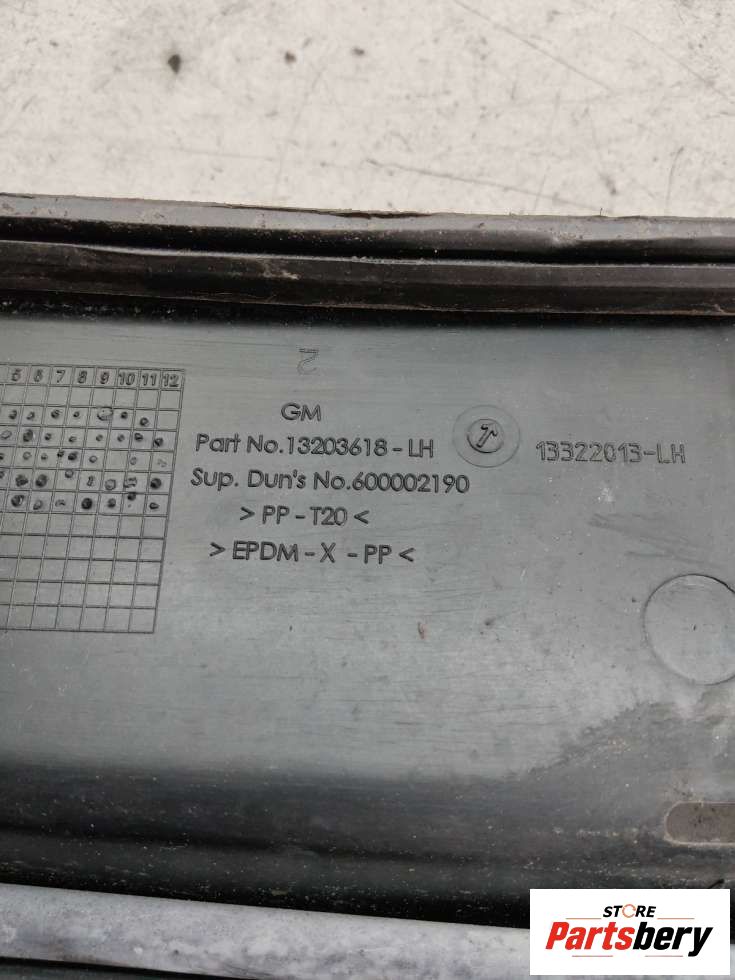 2
5 6 7 8 9 10 11 12
GM
Part No.13203618-LH
13322013-LH
Sup. Dun's No.600002190
> PP-T20 <
> EPDM-X -PP <
STORE
Partsbery